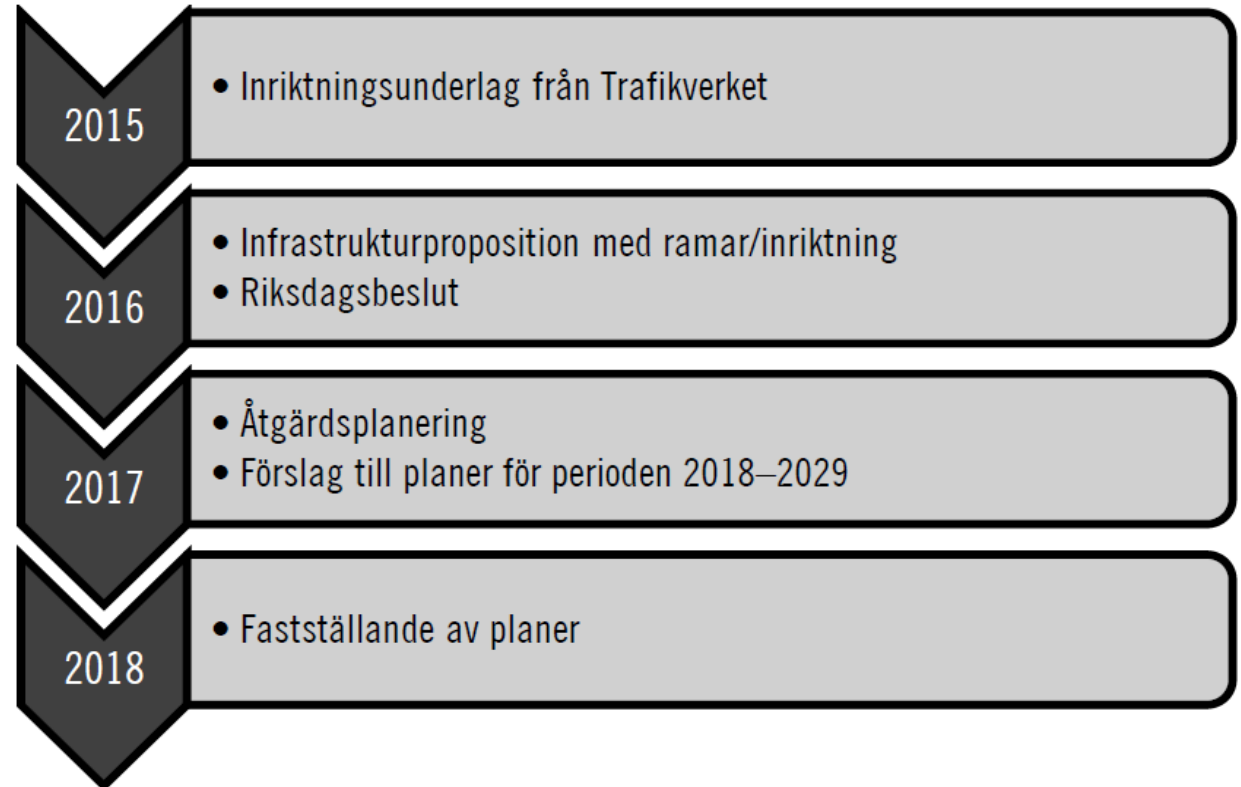 2015
• Inriktningsunderlag från Trafikverket
2016
• Infrastrukturproposition med ramar/inriktning
• Riksdagsbeslut
2017
• Åtgärdsplanering
• Förslag till planer för perioden 2018–2029
2018
• Fastställande av planer